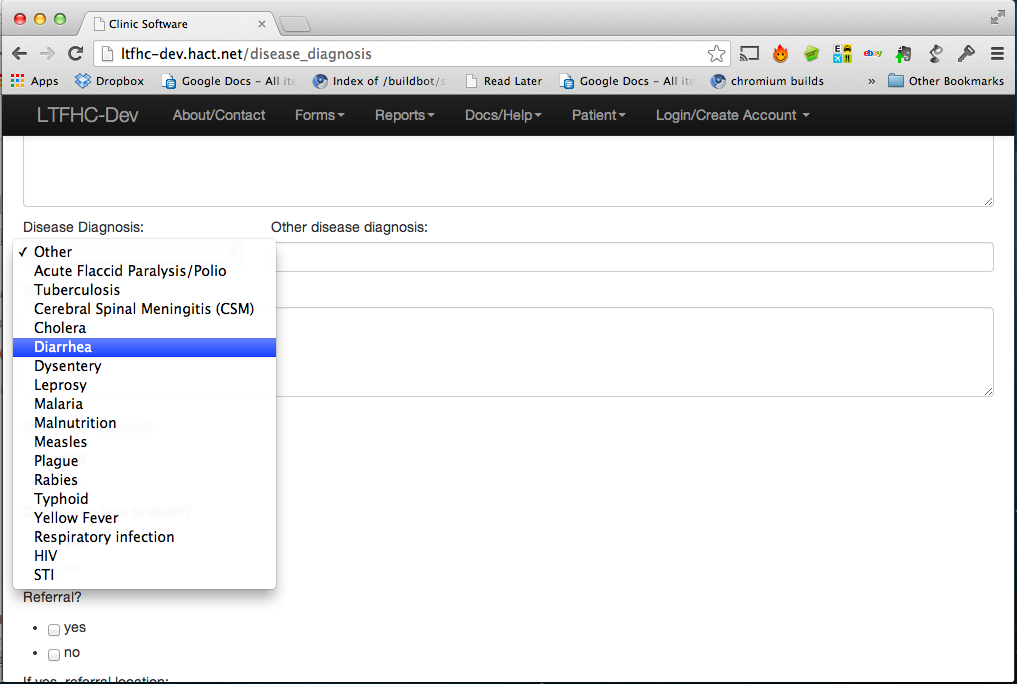 Clinic Software
ltfhc-dev.hact.net/disease_diagnosis
Apps Dropbox Google Docs - All ite Index of /buildbot/s Read Later Google Docs - All ite chromium builds » Other Bookmarks
LTFHC-Dev About/Contact Forms Reports Docs/Help Patient Login/Create Account
Disease Diagnosis: Other disease diagnosis:
✓ Other
Acute Flaccid Paralysis/Polio
Tuberculosis
Cerebral Spinal Meningitis (CSM)
Cholera
Diarrhea
Dysentery
Leprosy
Malaria
Malnutrition
Measles
Plague
Rabies
Typhoid
Yellow Fever
Respiratory infection
HIV
STI
Referral?
yes
no
If yes, referral location: